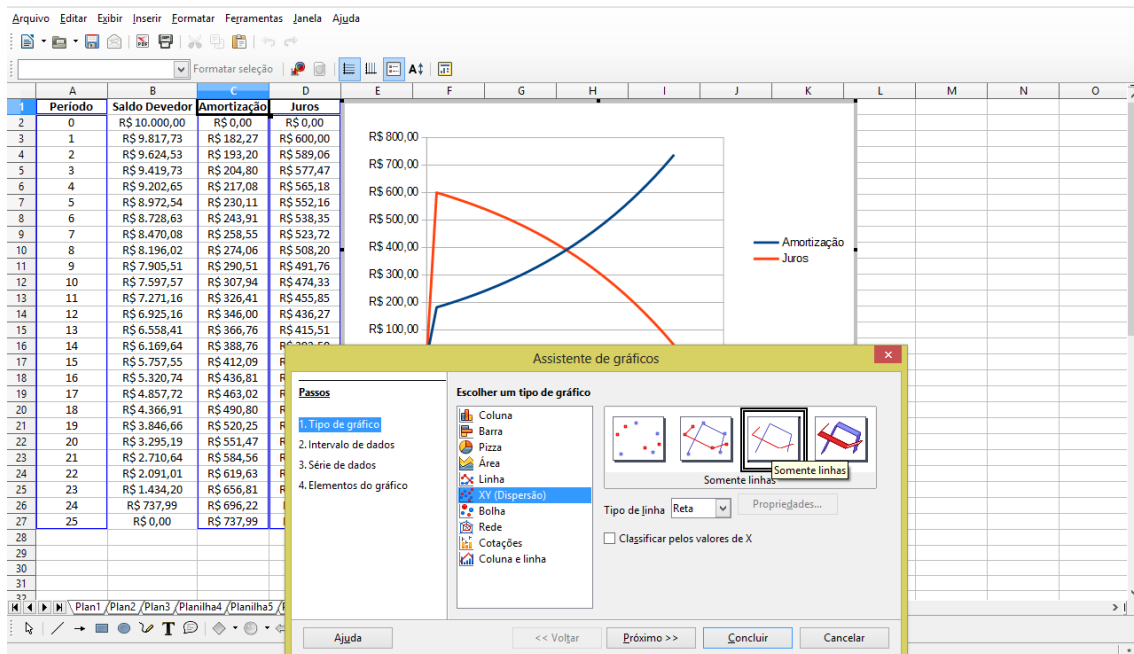 Arquivo Editar Exibir Inserir Formatar Ferramentas Janela Ajuda
Formatar seleção
A B C D E F G H I J K L M N O
1 Período Saldo Devedor Amortização Juros
2 0 R$ 10.000,00 R$ 0,00 R$ 0,00
3 1 R$ 9.817,73 R$ 182,27 R$ 600,00
4 2 R$ 9.624,53 R$ 193,20 R$ 589,06
5 3 R$ 9.419,73 R$ 204,80 R$ 577,47
6 4 R$ 9.202,65 R$ 217,08 R$ 565,18
7 5 R$ 8.972,54 R$ 230,11 R$ 552,16
8 6 R$ 8.728,63 R$ 243,91 R$ 538,35
9 7 R$ 8.470,08 R$ 258,55 R$ 523,72
10 8 R$ 8.196,02 R$ 274,06 R$ 508,20
11 9 R$ 7.905,51 R$ 290,51 R$ 491,76
12 10 R$ 7.597,57 R$ 307,94 R$ 474,33
13 11 R$ 7.271,16 R$ 326,41 R$ 455,85
14 12 R$ 6.925,16 R$ 346,00 R$ 436,27
15 13 R$ 6.558,41 R$ 366,76 R$ 415,51
16 14 R$ 6.169,64 R$ 388,76
17 15 R$ 5.757,55 R$ 412,09
18 16 R$ 5.320,74 R$ 436,81
19 17 R$ 4.857,72 R$ 463,02
20 18 R$ 4.366,91 R$ 490,80
21 19 R$ 3.846,66 R$ 520,25
22 20 R$ 3.295,19 R$ 551,47
23 21 R$ 2.710,64 R$ 584,56
24 22 R$ 2.091,01 R$ 619,63
25 23 R$ 1.434,20 R$ 656,81
26 24 R$ 737,99 R$ 696,22
27 25 R$ 0,00 R$ 737,99
28
29
30
31
R$ 800,00
R$ 700,00
R$ 600,00
R$ 500,00
R$ 400,00
R$ 300,00
R$ 200,00
R$ 100,00
Amortização
Juros
Assistente de gráficos
Passos
1. Tipo de gráfico
2. Intervalo de dados
3. Série de dados
4. Elementos do gráfico
Escolher um tipo de gráfico
Coluna
Barra
Pizza
Área
Linha
XY (Dispersão)
Bolha
Rede
Cotações
Coluna e linha
Somente linhas
Somente linhas
Tipo de linha Reta Propriedades...
Classificar pelos valores de X
Ajuda << Voltar Próximo >> Concluir Cancelar
Plan1 Plan2 Plan3 Planilha4 Planilha5